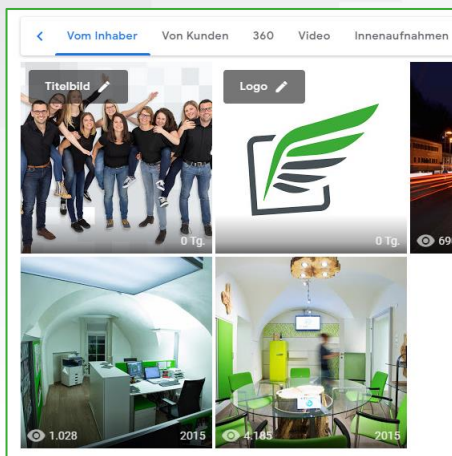 Vom Inhaber Von Kunden 360 Video Innenaufnahmen
Titelbild
Logo
0 Tg.
0 Tg.
1.028
2015
4.185
2015